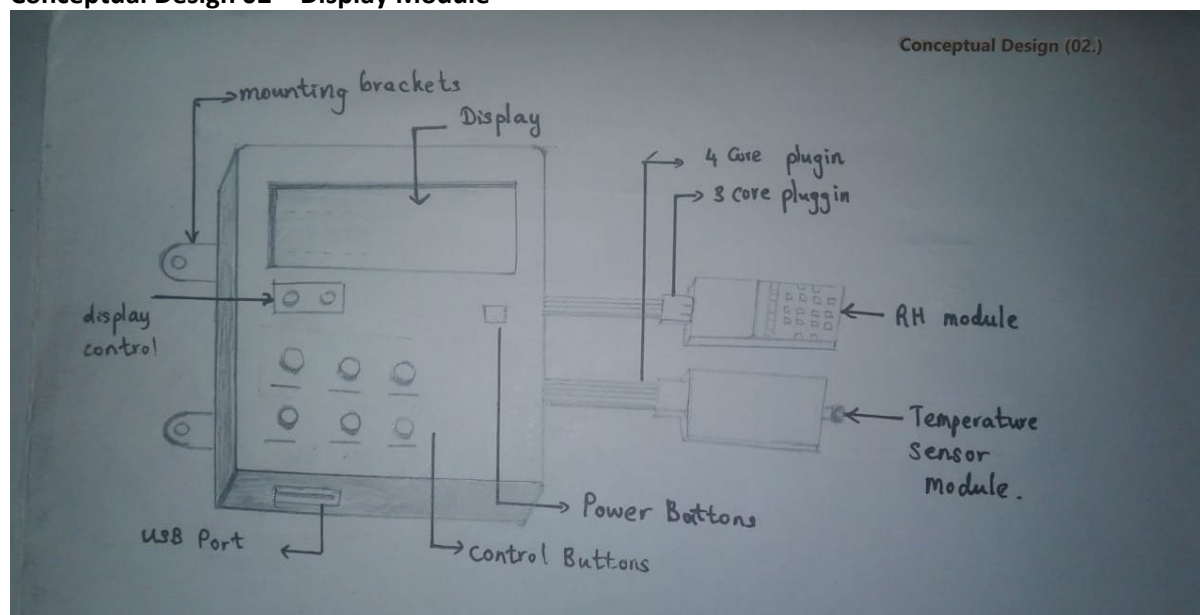 Conceptual Design 02 – Display Module
Conceptual Design (02.)
mounting brackets
Display
4 Core plugin
3 core pluggin
display
control
RH module
Temperature
sensor
module.
Power Buttons
USB Port
Control Buttons